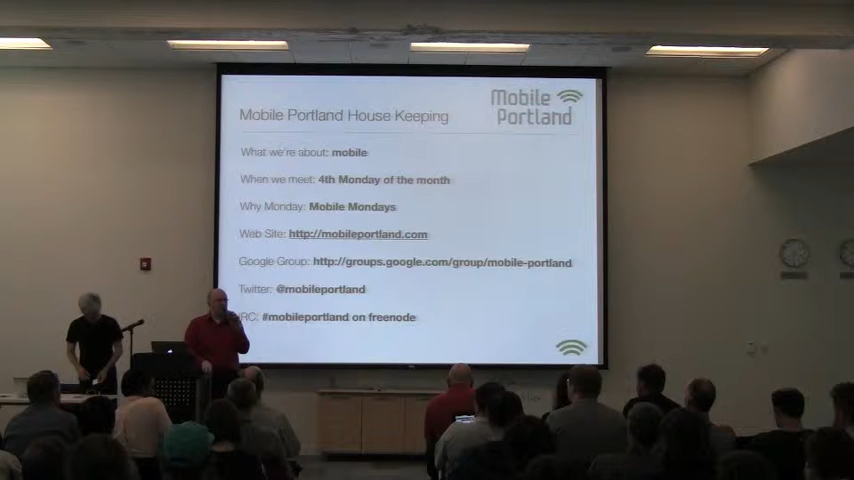 Mobile Portland House Keeping
Mobile
Portland
What we're about: mobile
When we meet: 4th Monday of the month
Why Monday: Mobile Mondays
Web Site: http://mobileportland.com
Google Group: http://groups.google.com/group/mobile-portland
Twitter: @mobileportland
IRC: #mobileportland on freenode